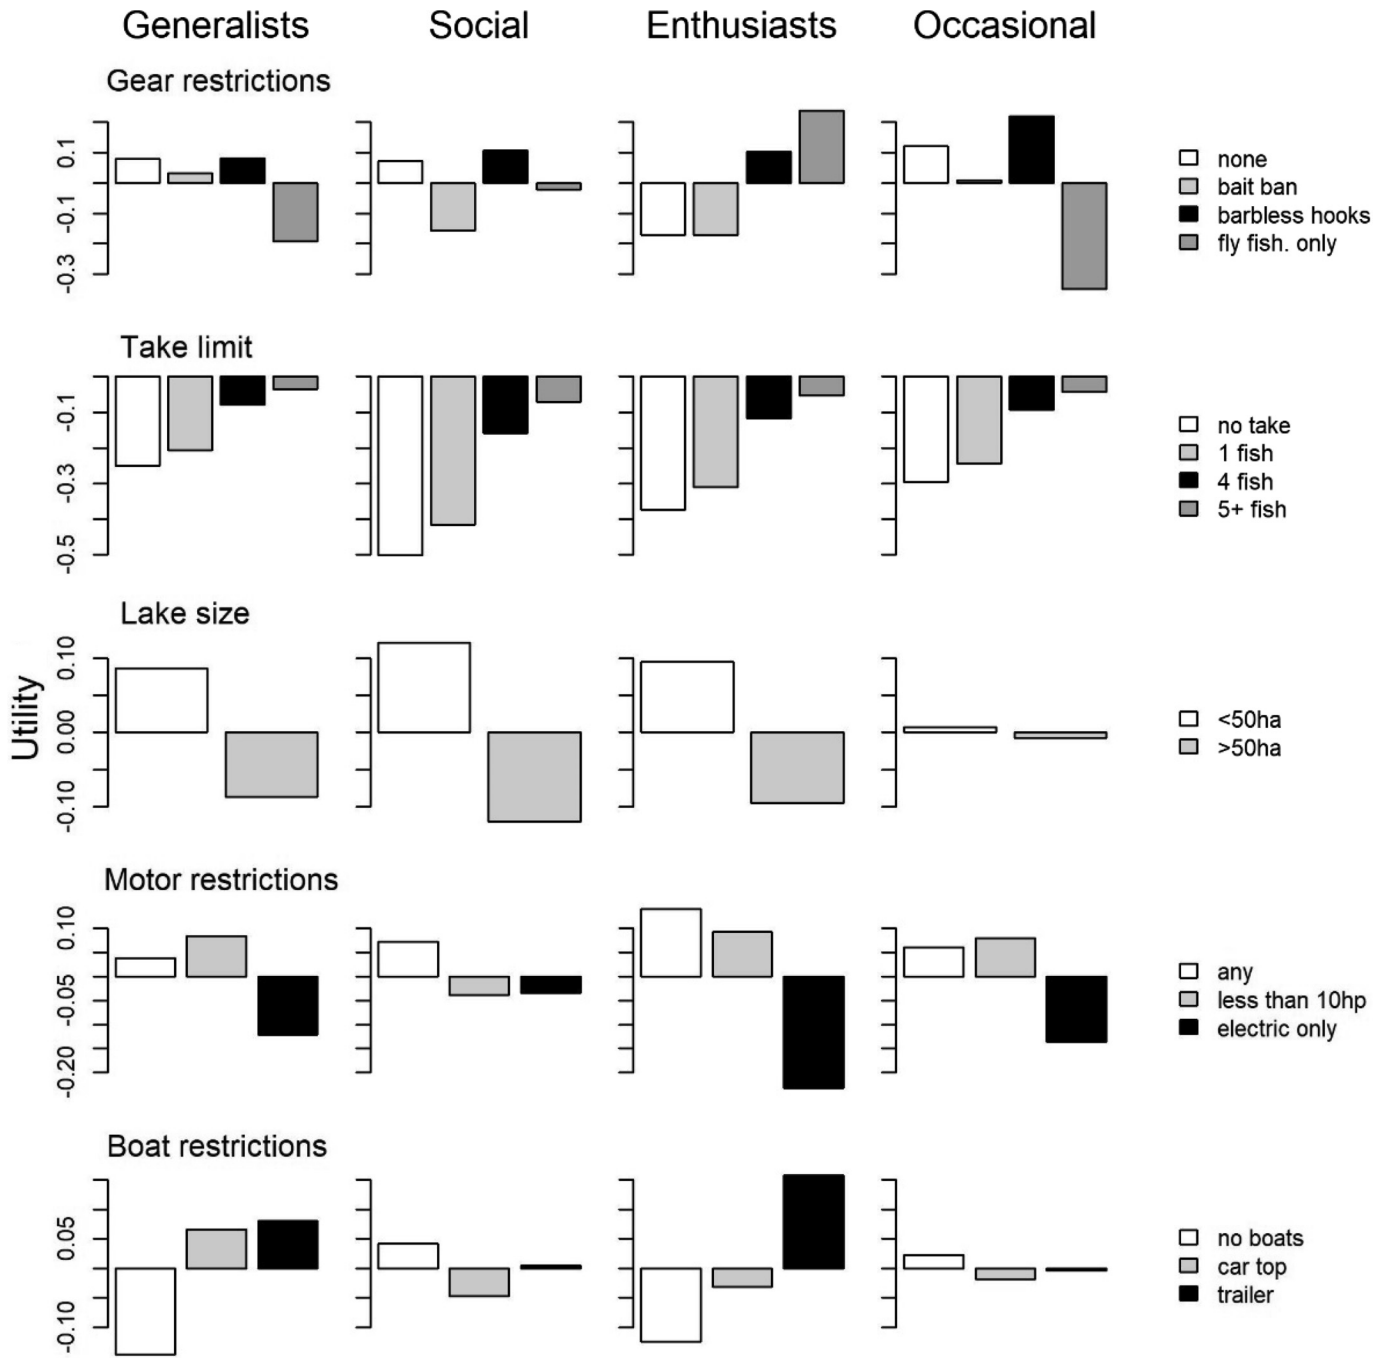 Generalists Social Enthusiasts Occasional
Gear restrictions
0.1
-0.1
-0.3
none
bait ban
barbless hooks
fly fish. only
Take limit
-0.1
-0.3
-0.5
no take
1 fish
4 fish
5+ fish
Lake size
Utility
0.10
0.00
-0.10
<50ha
>50ha
Motor restrictions
0.10
-0.05
-0.20
any
less than 10hp
electric only
Boat restrictions
0.05
-0.10
no boats
car top
trailer